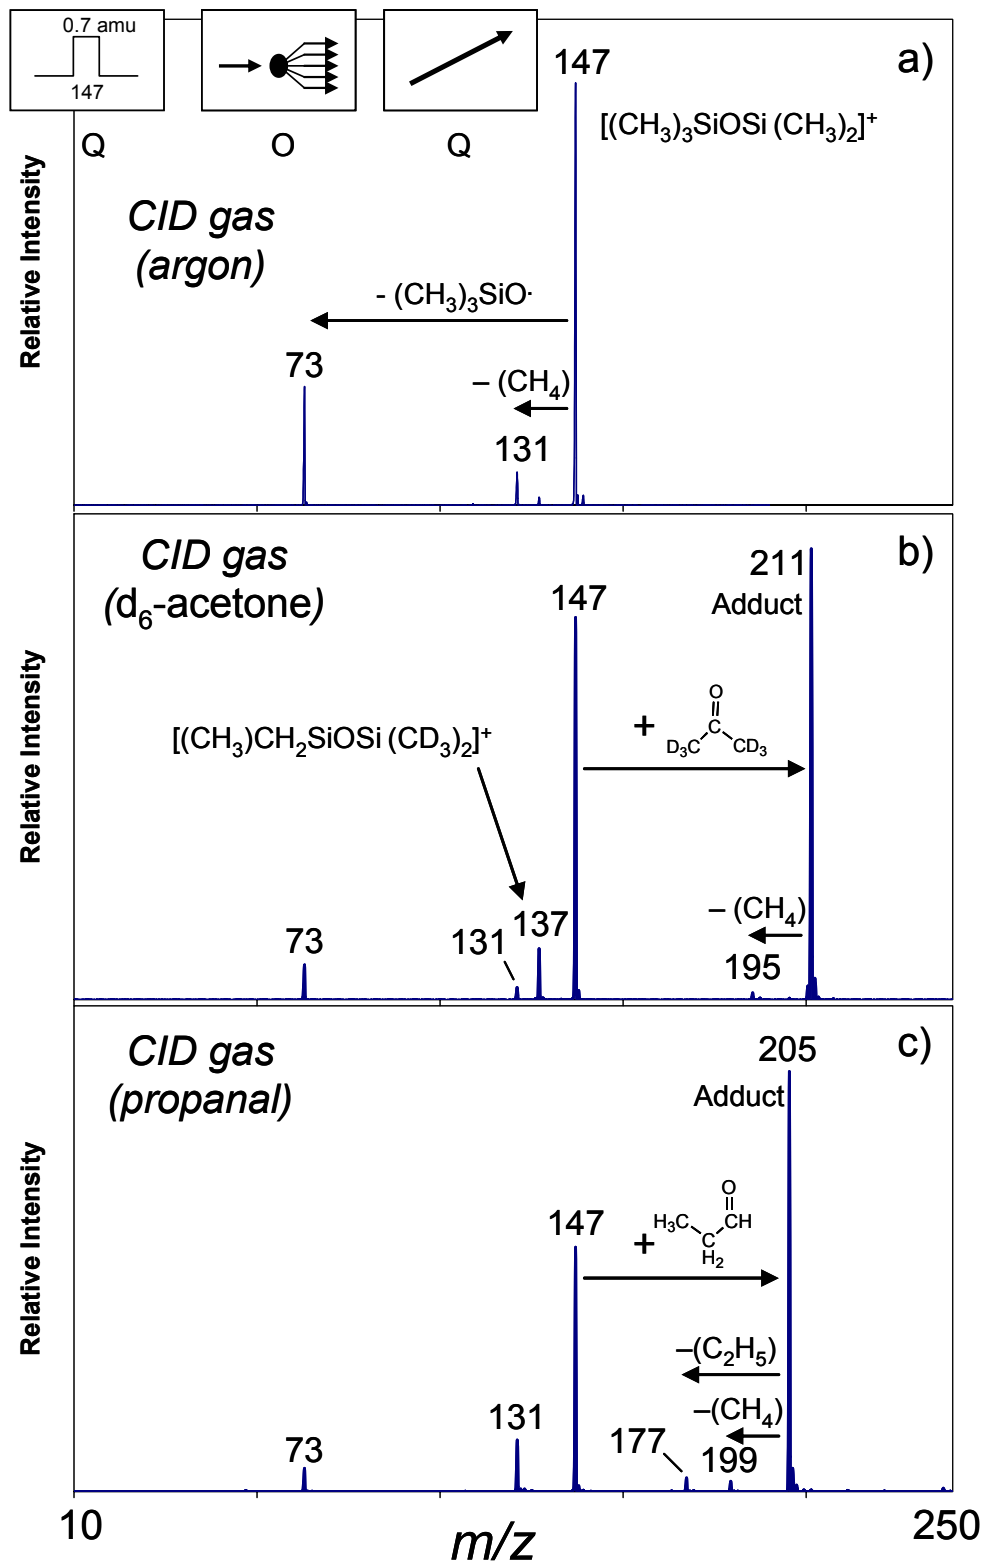 0.7 amu
147
Q O Q
a)
147
[(CH₃)₃SiOSi (CH₃)₂]⁺
Relative Intensity
CID gas
(argon)
- (CH₃)₃SiO·
73
– (CH₄)
131
b)
CID gas
(d₆-acetone)
211
Adduct
147
Relative Intensity
+
O
C
D₃C CD₃
[(CH₃)CH₂SiOSi (CD₃)₂]⁺
– (CH₄)
73
131
137
195
c)
CID gas
(propanal)
205
Adduct
147
Relative Intensity
+
O
H₃C CH
C
H₂
–(C₂H₅)
–(CH₄)
73
131
177
199
10
m/z
250